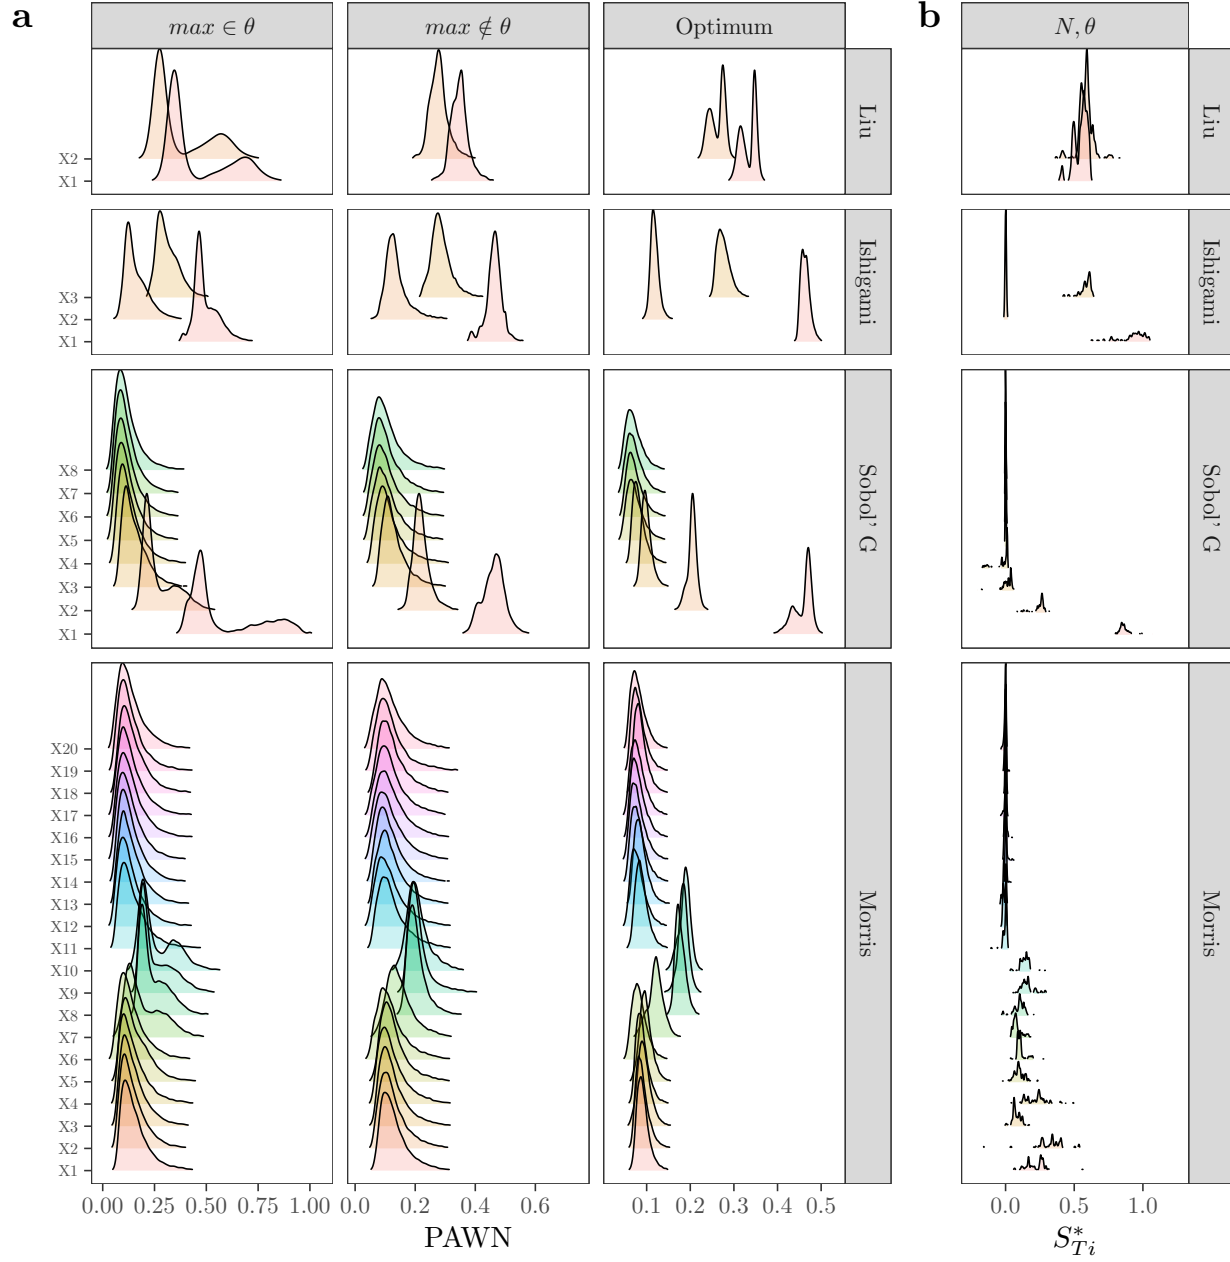 a
b
max ∈ θ
max ∉ θ
Optimum
N, θ
X2
X1
Liu
Liu
X3
X2
X1
Ishigami
Ishigami
X8
X7
X6
X5
X4
X3
X2
X1
Sobol' G
Sobol' G
X20
X19
X18
X17
X16
X15
X14
X13
X12
X11
X10
X9
X8
X7
X6
X5
X4
X3
X2
X1
Morris
Morris
0.00 0.25 0.50 0.75 1.00
0.0 0.2 0.4 0.6
0.1 0.2 0.3 0.4 0.5
0.0 0.5 1.0
PAWN
S*Ti